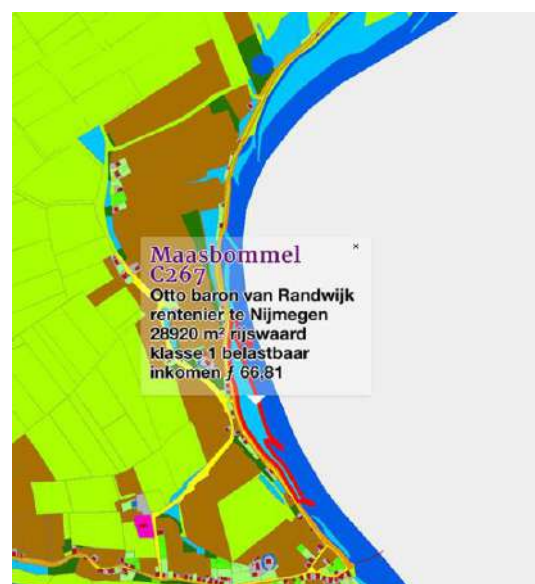 ×
Maasbommel
C267
Otto baron van Randwijk
rentenier te Nijmegen
28920 m² rijswaard
klasse 1 belastbaar
inkomen ƒ 66,81